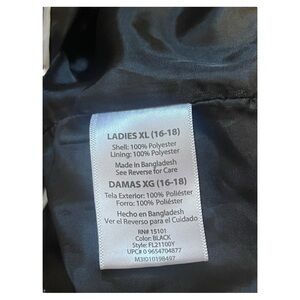 LADIES XL (16-18)
Shell: 100% Polyester
Lining: 100% Polyester
Made in Bangladesh
See Reverse for Care
DAMAS XG (16-18)
Tela Exterior: 100% Poliéster
Forro: 100% Poliéster
Hecho en Bangladesh
Ver el Reverso para el Cuidado
RN# 15101
Color: BLACK
Style: FL21100Y
UPC# 0 9654704877
M3I010198497